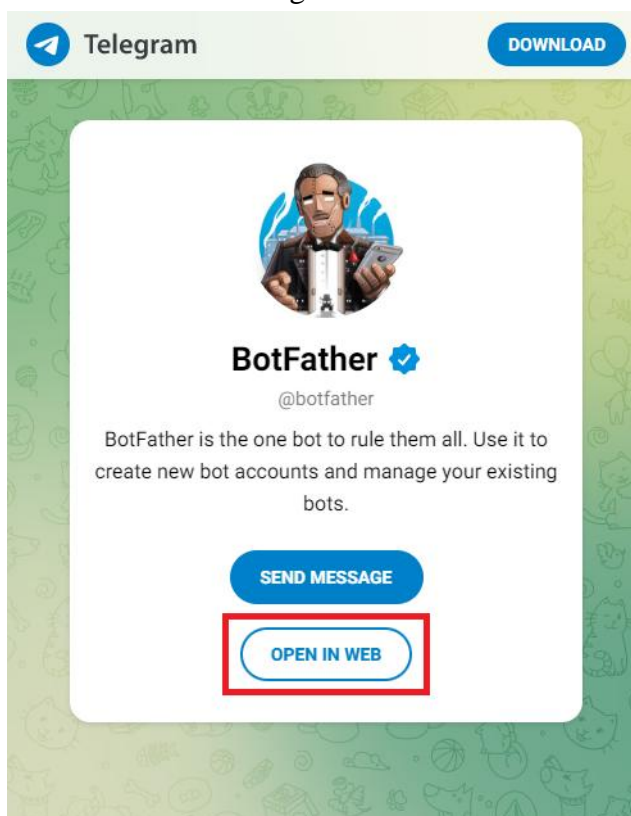 Telegram
DOWNLOAD
BotFather
@botfather
BotFather is the one bot to rule them all. Use it to
create new bot accounts and manage your existing
bots.
SEND MESSAGE
OPEN IN WEB